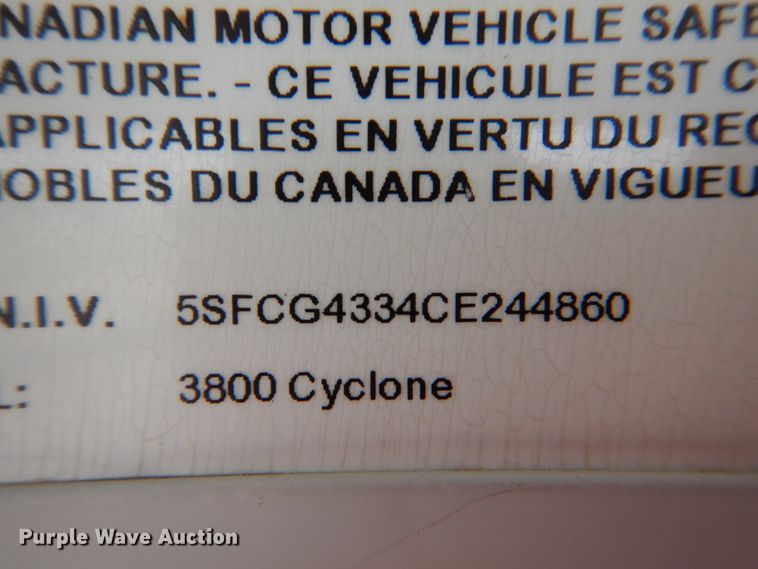 NADIAN MOTOR VEHICLE SAFE
ACTURE. - CE VEHICULE EST C
APPLICABLES EN VERTU DU REG
OBLES DU CANADA EN VIGUEU
N.I.V. 5SFCG4334CE244860
L: 3800 Cyclone
Purple Wave Auction